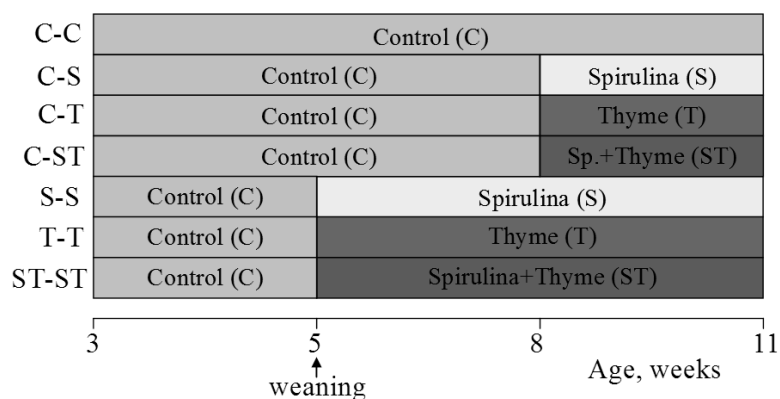 C-C Control (C)
C-S Control (C) Spirulina (S)
C-T Control (C) Thyme (T)
C-ST Control (C) Sp.+Thyme (ST)
S-S Control (C) Spirulina (S)
T-T Control (C) Thyme (T)
ST-ST Control (C) Spirulina+Thyme (ST)
3 5 8 11
weaning Age, weeks